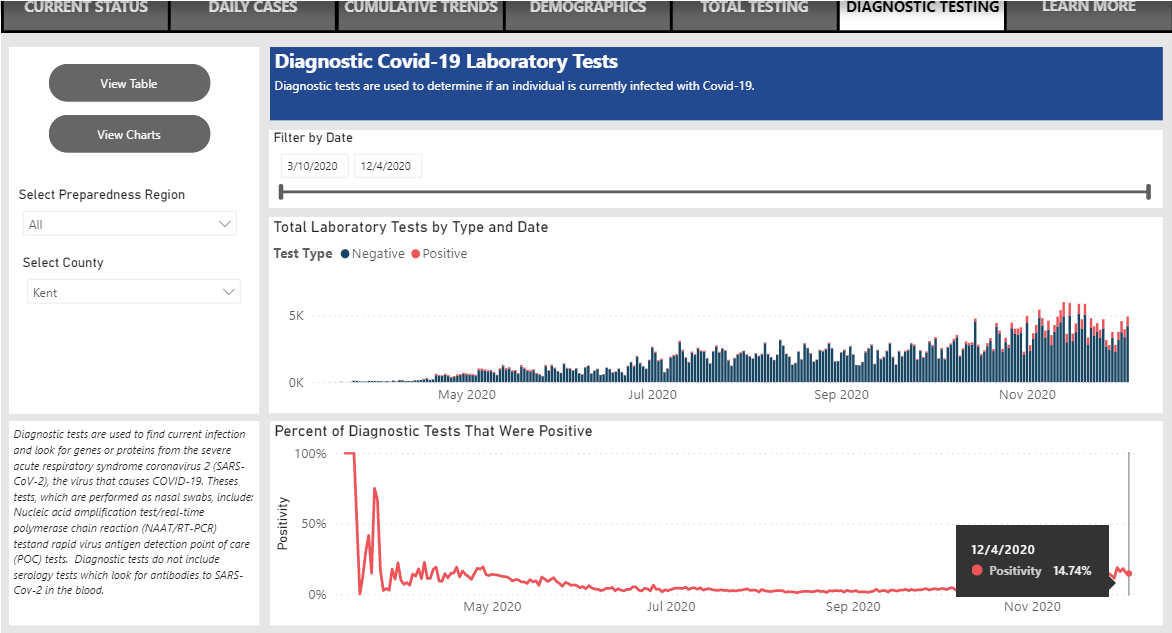 CURRENT STATUS
DAILY CASES
CUMULATIVE TRENDS
DEMOGRAPHICS
TOTAL TESTING
DIAGNOSTIC TESTING
LEARN MORE
View Table
View Charts
Select Preparedness Region
All
Select County
Kent
Diagnostic Covid-19 Laboratory Tests
Diagnostic tests are used to determine if an individual is currently infected with Covid-19.
Filter by Date
3/10/2020
12/4/2020
Total Laboratory Tests by Type and Date
Test Type Negative Positive
5K
0K
May 2020
Jul 2020
Sep 2020
Nov 2020
Diagnostic tests are used to find current infection
and look for genes or proteins from the severe
acute respiratory syndrome coronavirus 2 (SARS-
CoV-2), the virus that causes COVID-19. Theses
tests, which are performed as nasal swabs, include:
Nucleic acid amplification test/real-time
polymerase chain reaction (NAAT/RT-PCR)
testand rapid virus antigen detection point of care
(POC) tests. Diagnostic tests do not include
serology tests which look for antibodies to SARS-
Cov-2 in the blood.
Percent of Diagnostic Tests That Were Positive
Positivity
100%
50%
0%
12/4/2020
Positivity 14.74%
May 2020
Jul 2020
Sep 2020
Nov 2020